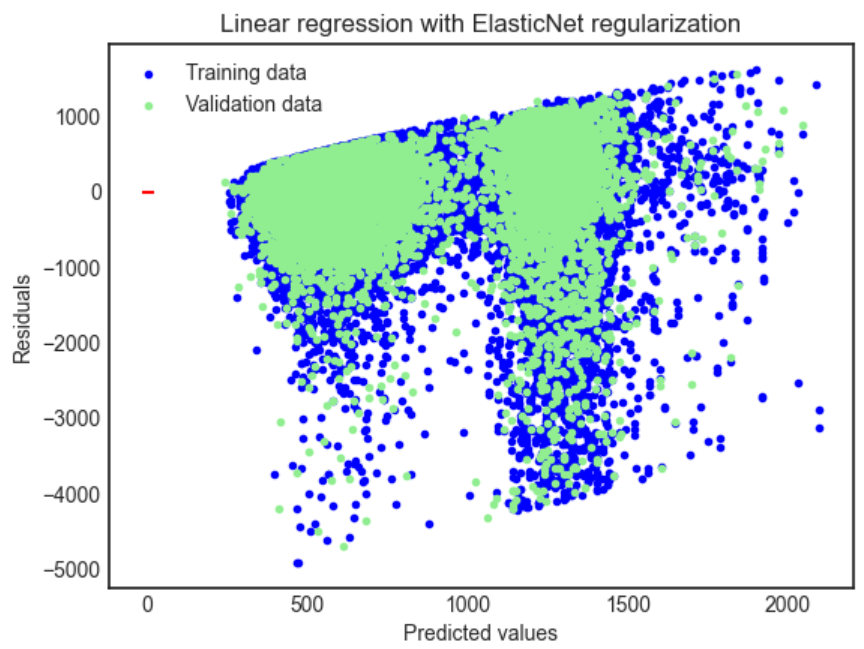 Linear regression with ElasticNet regularization
Training data
Validation data
1000
0
−1000
−2000
−3000
−4000
−5000
Residuals
0 500 1000 1500 2000
Predicted values